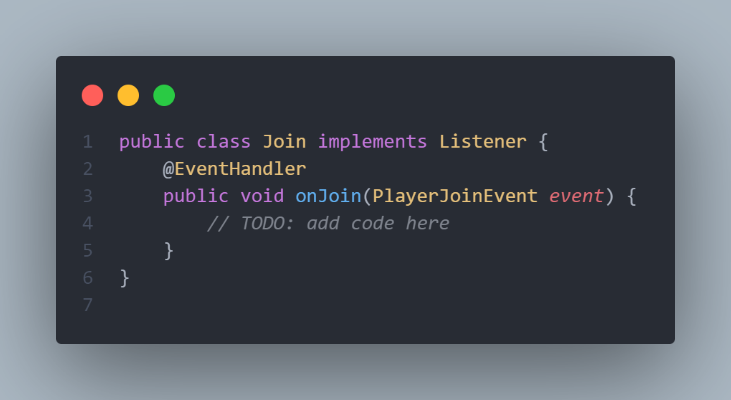 1 public class Join implements Listener {
2     @EventHandler
3     public void onJoin(PlayerJoinEvent event) {
4         // TODO: add code here
5     }
6 }
7